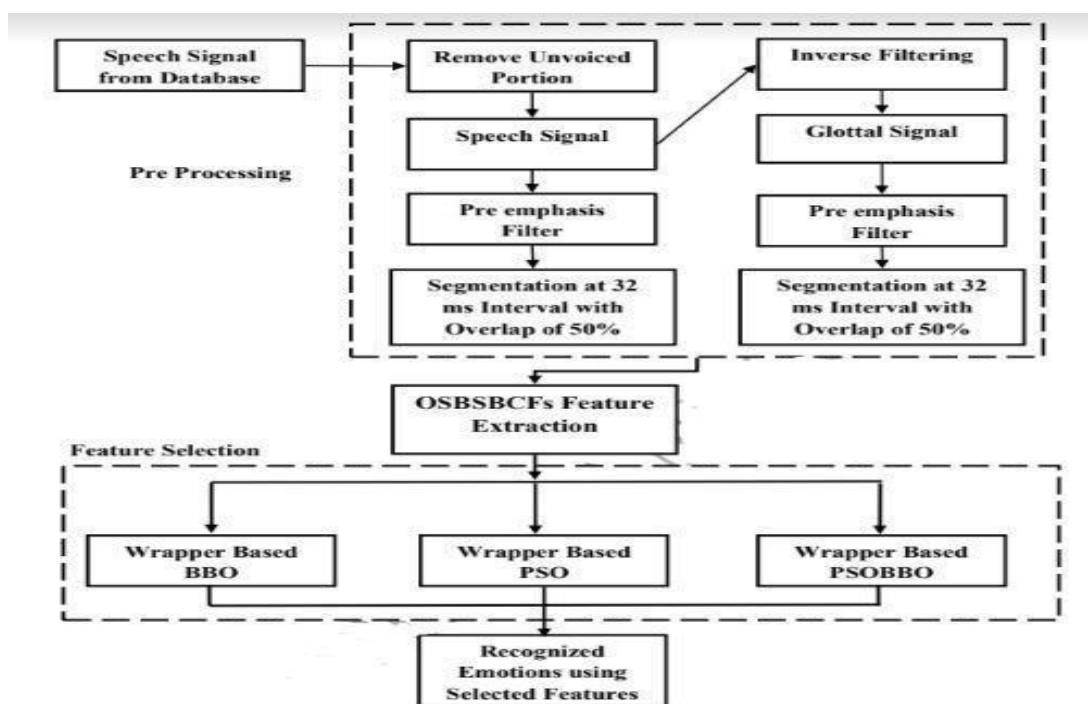 Speech Signal
from Database
Remove Unvoiced
Portion
Inverse Filtering
Speech Signal
Glottal Signal
Pre Processing
Pre emphasis
Filter
Pre emphasis
Filter
Segmentation at 32
ms Interval with
Overlap of 50%
Segmentation at 32
ms Interval with
Overlap of 50%
OSBSBCFs Feature
Extraction
Feature Selection
Wrapper Based
BBO
Wrapper Based
PSO
Wrapper Based
PSOBBO
Recognized
Emotions using
Selected Features